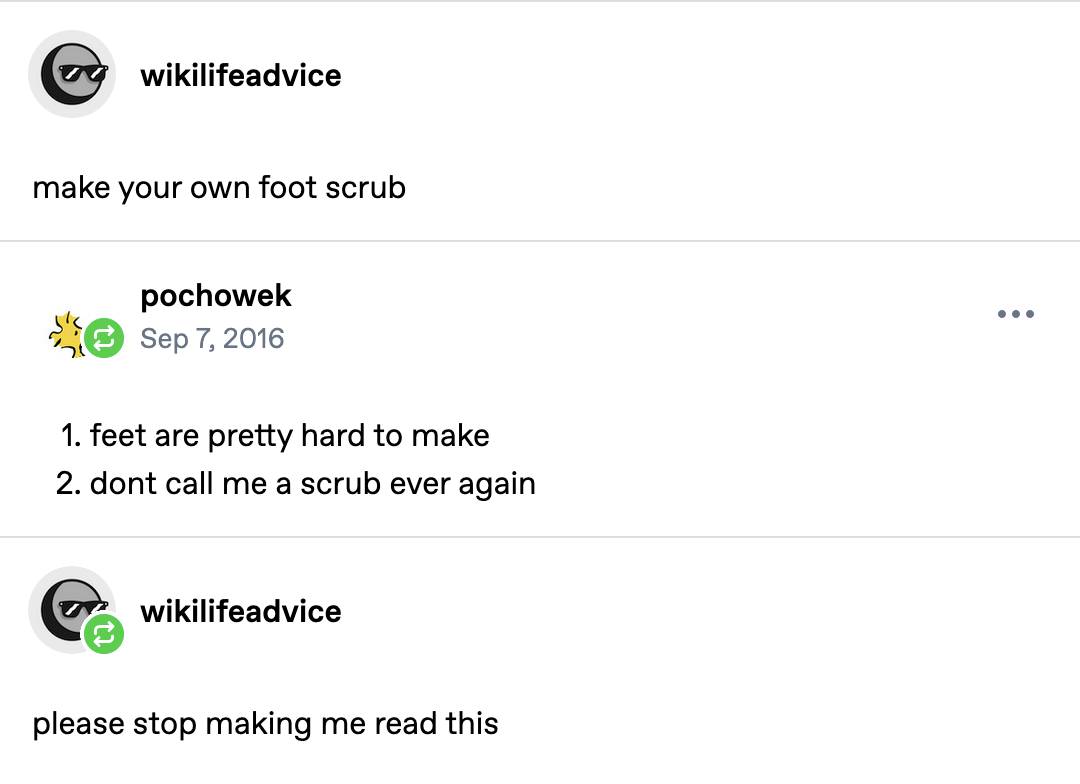 wikilifeadvice
make your own foot scrub
pochowek
Sep 7, 2016
1. feet are pretty hard to make
2. dont call me a scrub ever again
wikilifeadvice
please stop making me read this